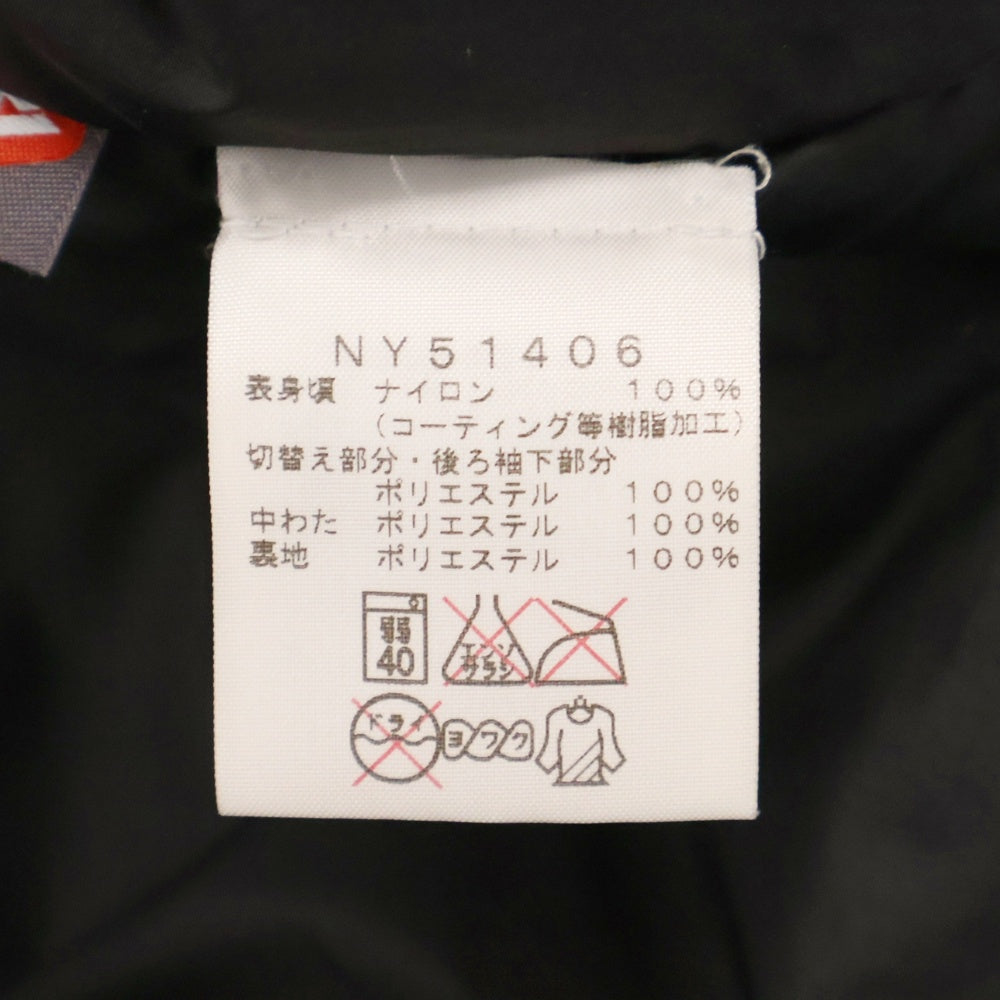 NY51406
表身頃 ナイロン 100%
(コーティング等樹脂加工)
切替え部分・後ろ袖下部分
ポリエステル 100%
中わた ポリエステル 100%
裏地 ポリエステル 100%
弱
40
エンソ
サラシ
ドライ
ヨワク